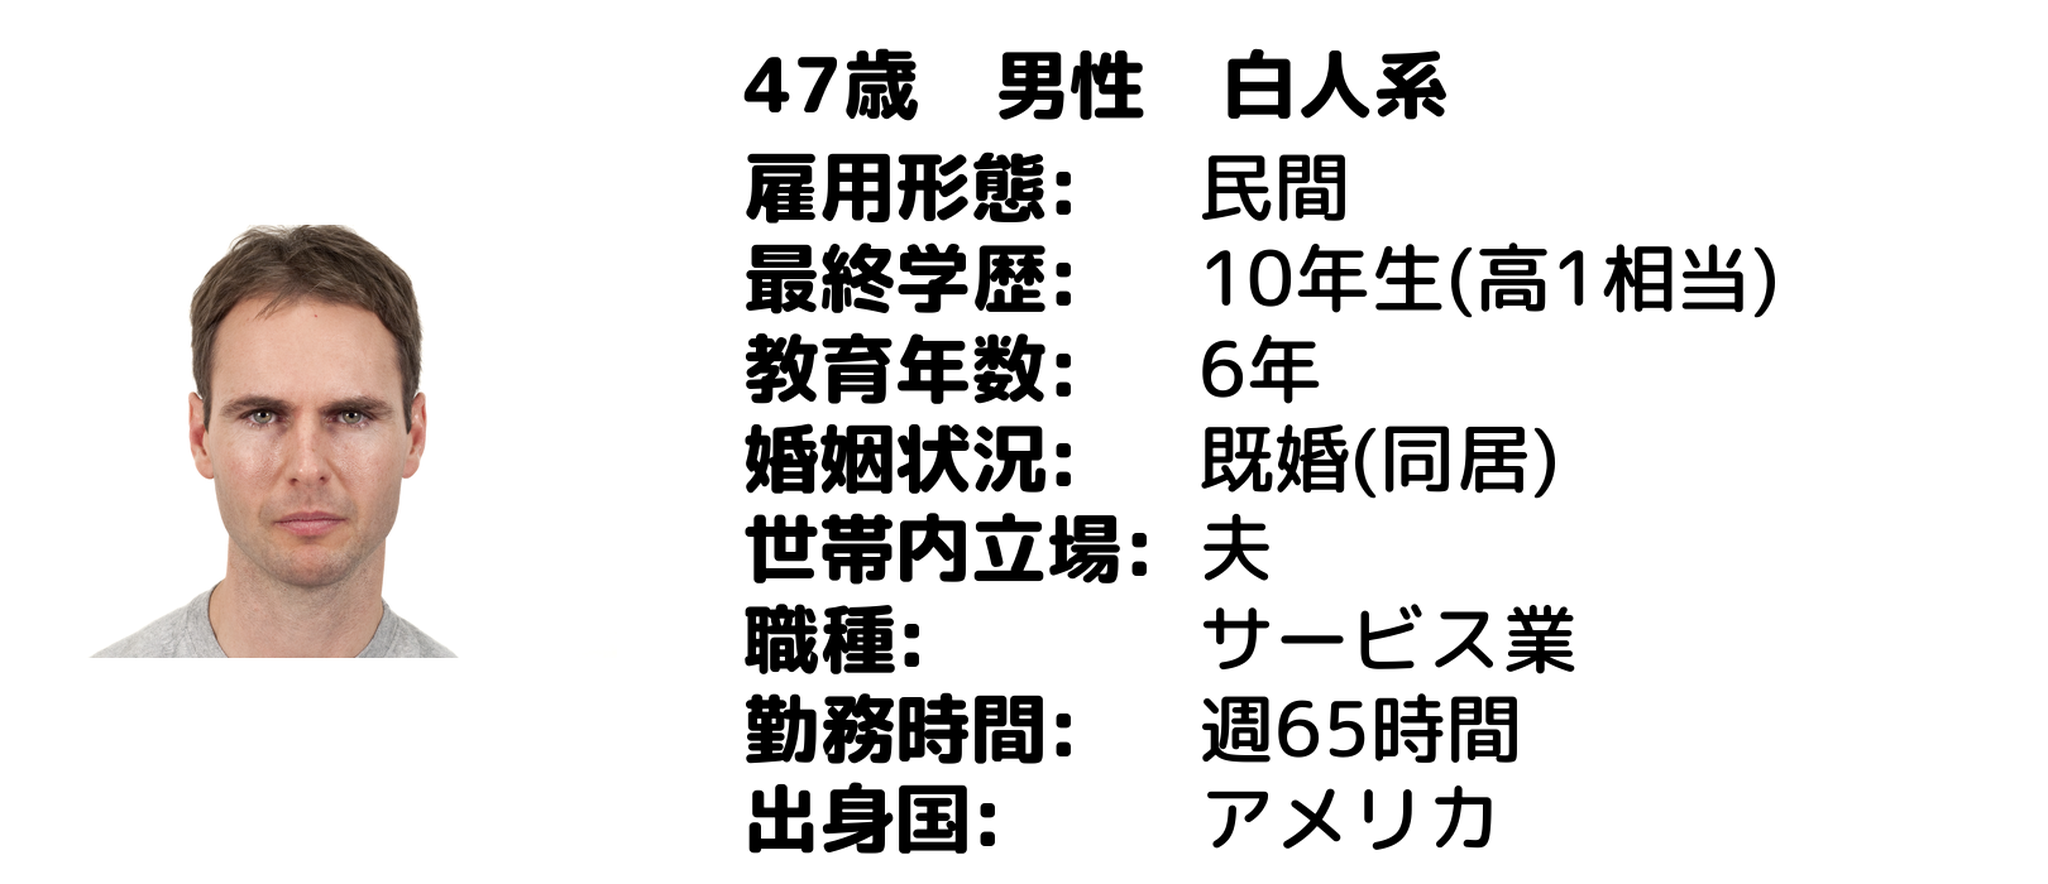 47歳　男性　白人系
雇用形態: 民間
最終学歴: 10年生(高1相当)
教育年数: 6年
婚姻状況: 既婚(同居)
世帯内立場: 夫
職種: サービス業
勤務時間: 週65時間
出身国: アメリカ